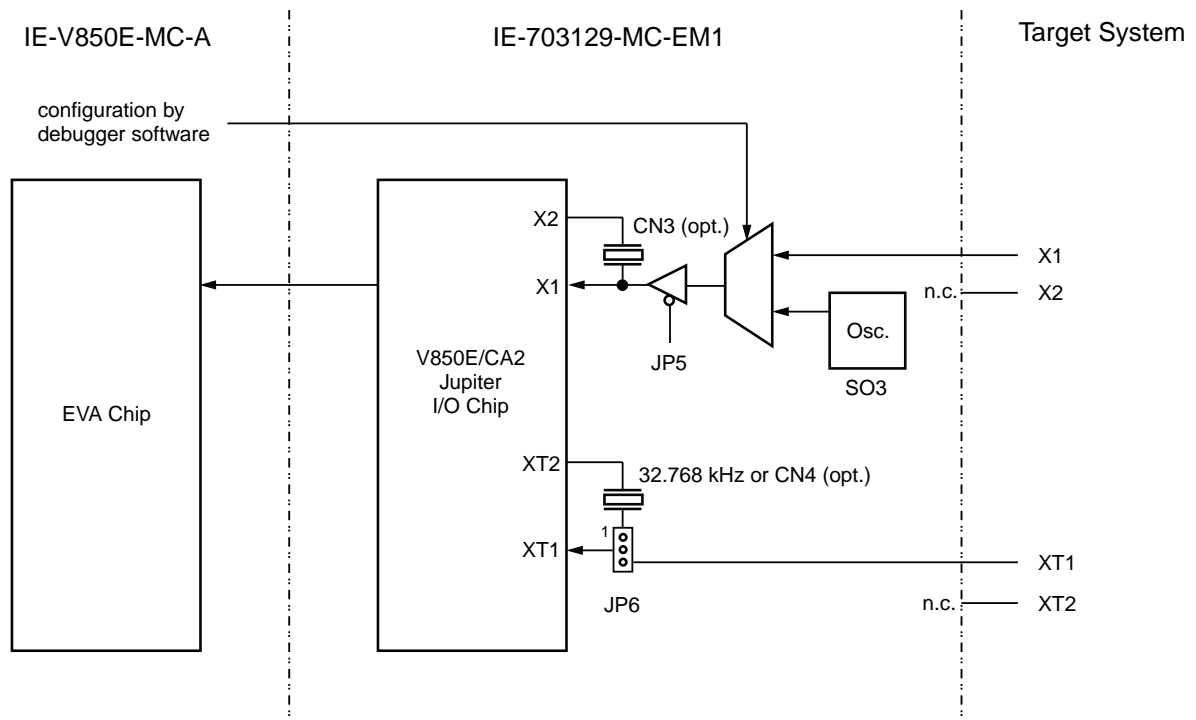 IE-V850E-MC-A
IE-703129-MC-EM1
Target System
configuration by
debugger software
X2
CN3 (opt.)
X1
X1
n.c.
X2
Osc.
JP5
SO3
V850E/CA2
Jupiter
I/O Chip
EVA Chip
XT2
32.768 kHz or CN4 (opt.)
1
XT1
XT1
JP6
n.c.
XT2